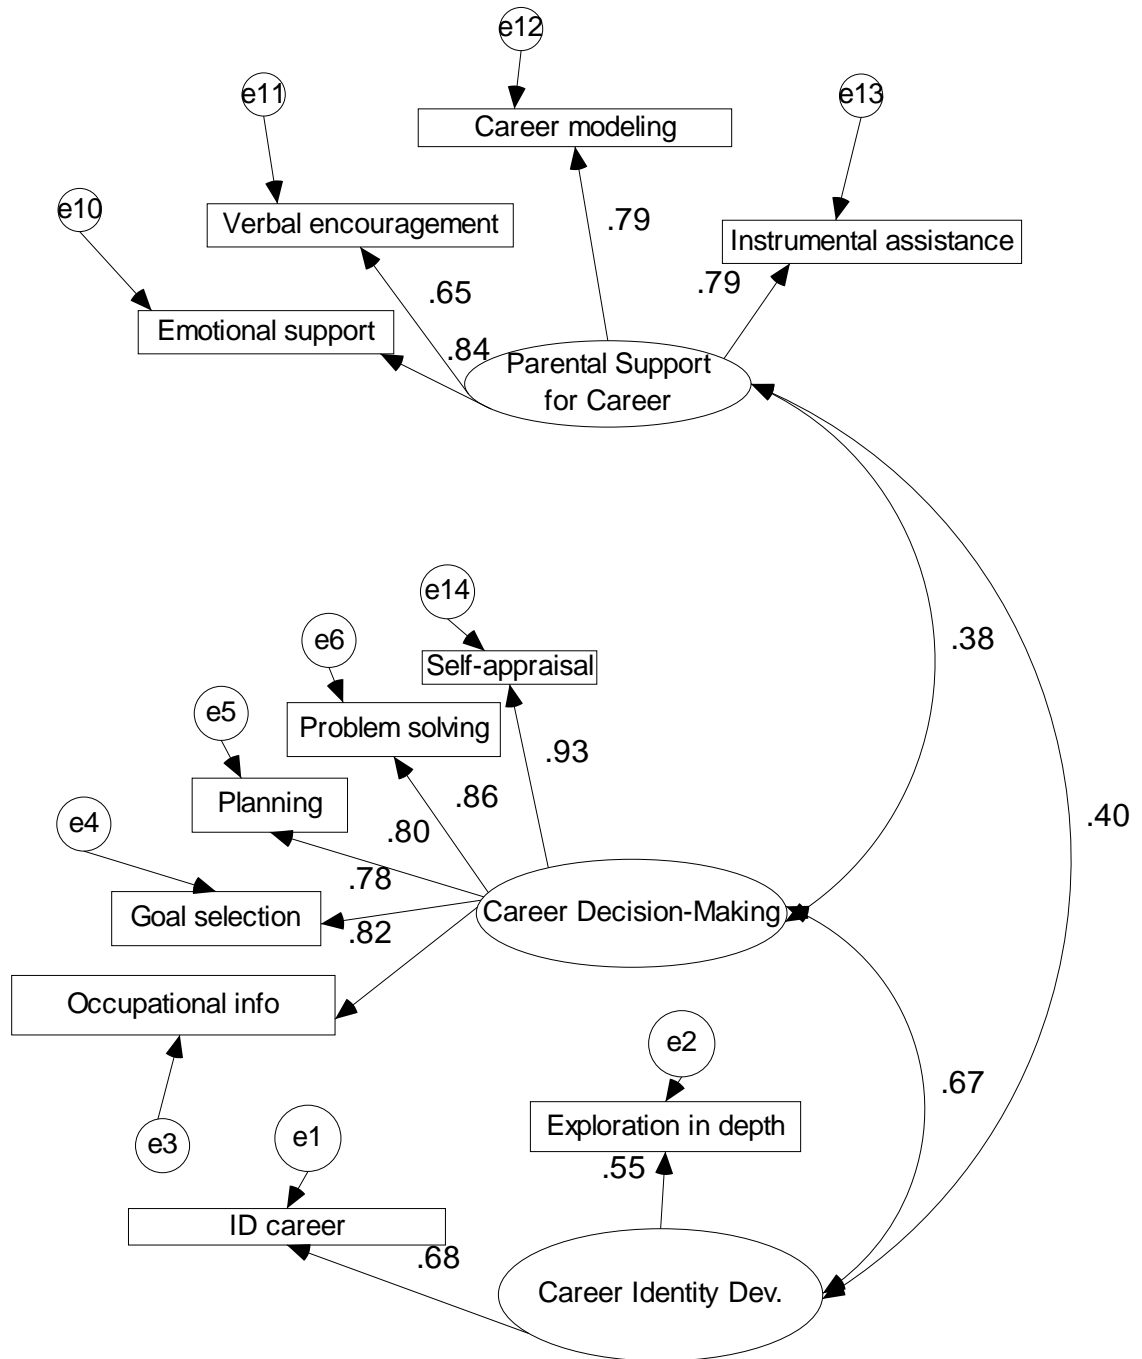 e12
e11
e13
Career modeling
e10
Verbal encouragement
.79
Instrumental assistance
.65
.79
Emotional support
.84
Parental Support
for Career
e14
.38
e6
Self-appraisal
e5
Problem solving
.93
.86
Planning
.40
e4
.80
.78
Goal selection
Career Decision-Making
.82
Occupational info
e2
.67
e3
e1
Exploration in depth
.55
ID career
.68
Career Identity Dev.